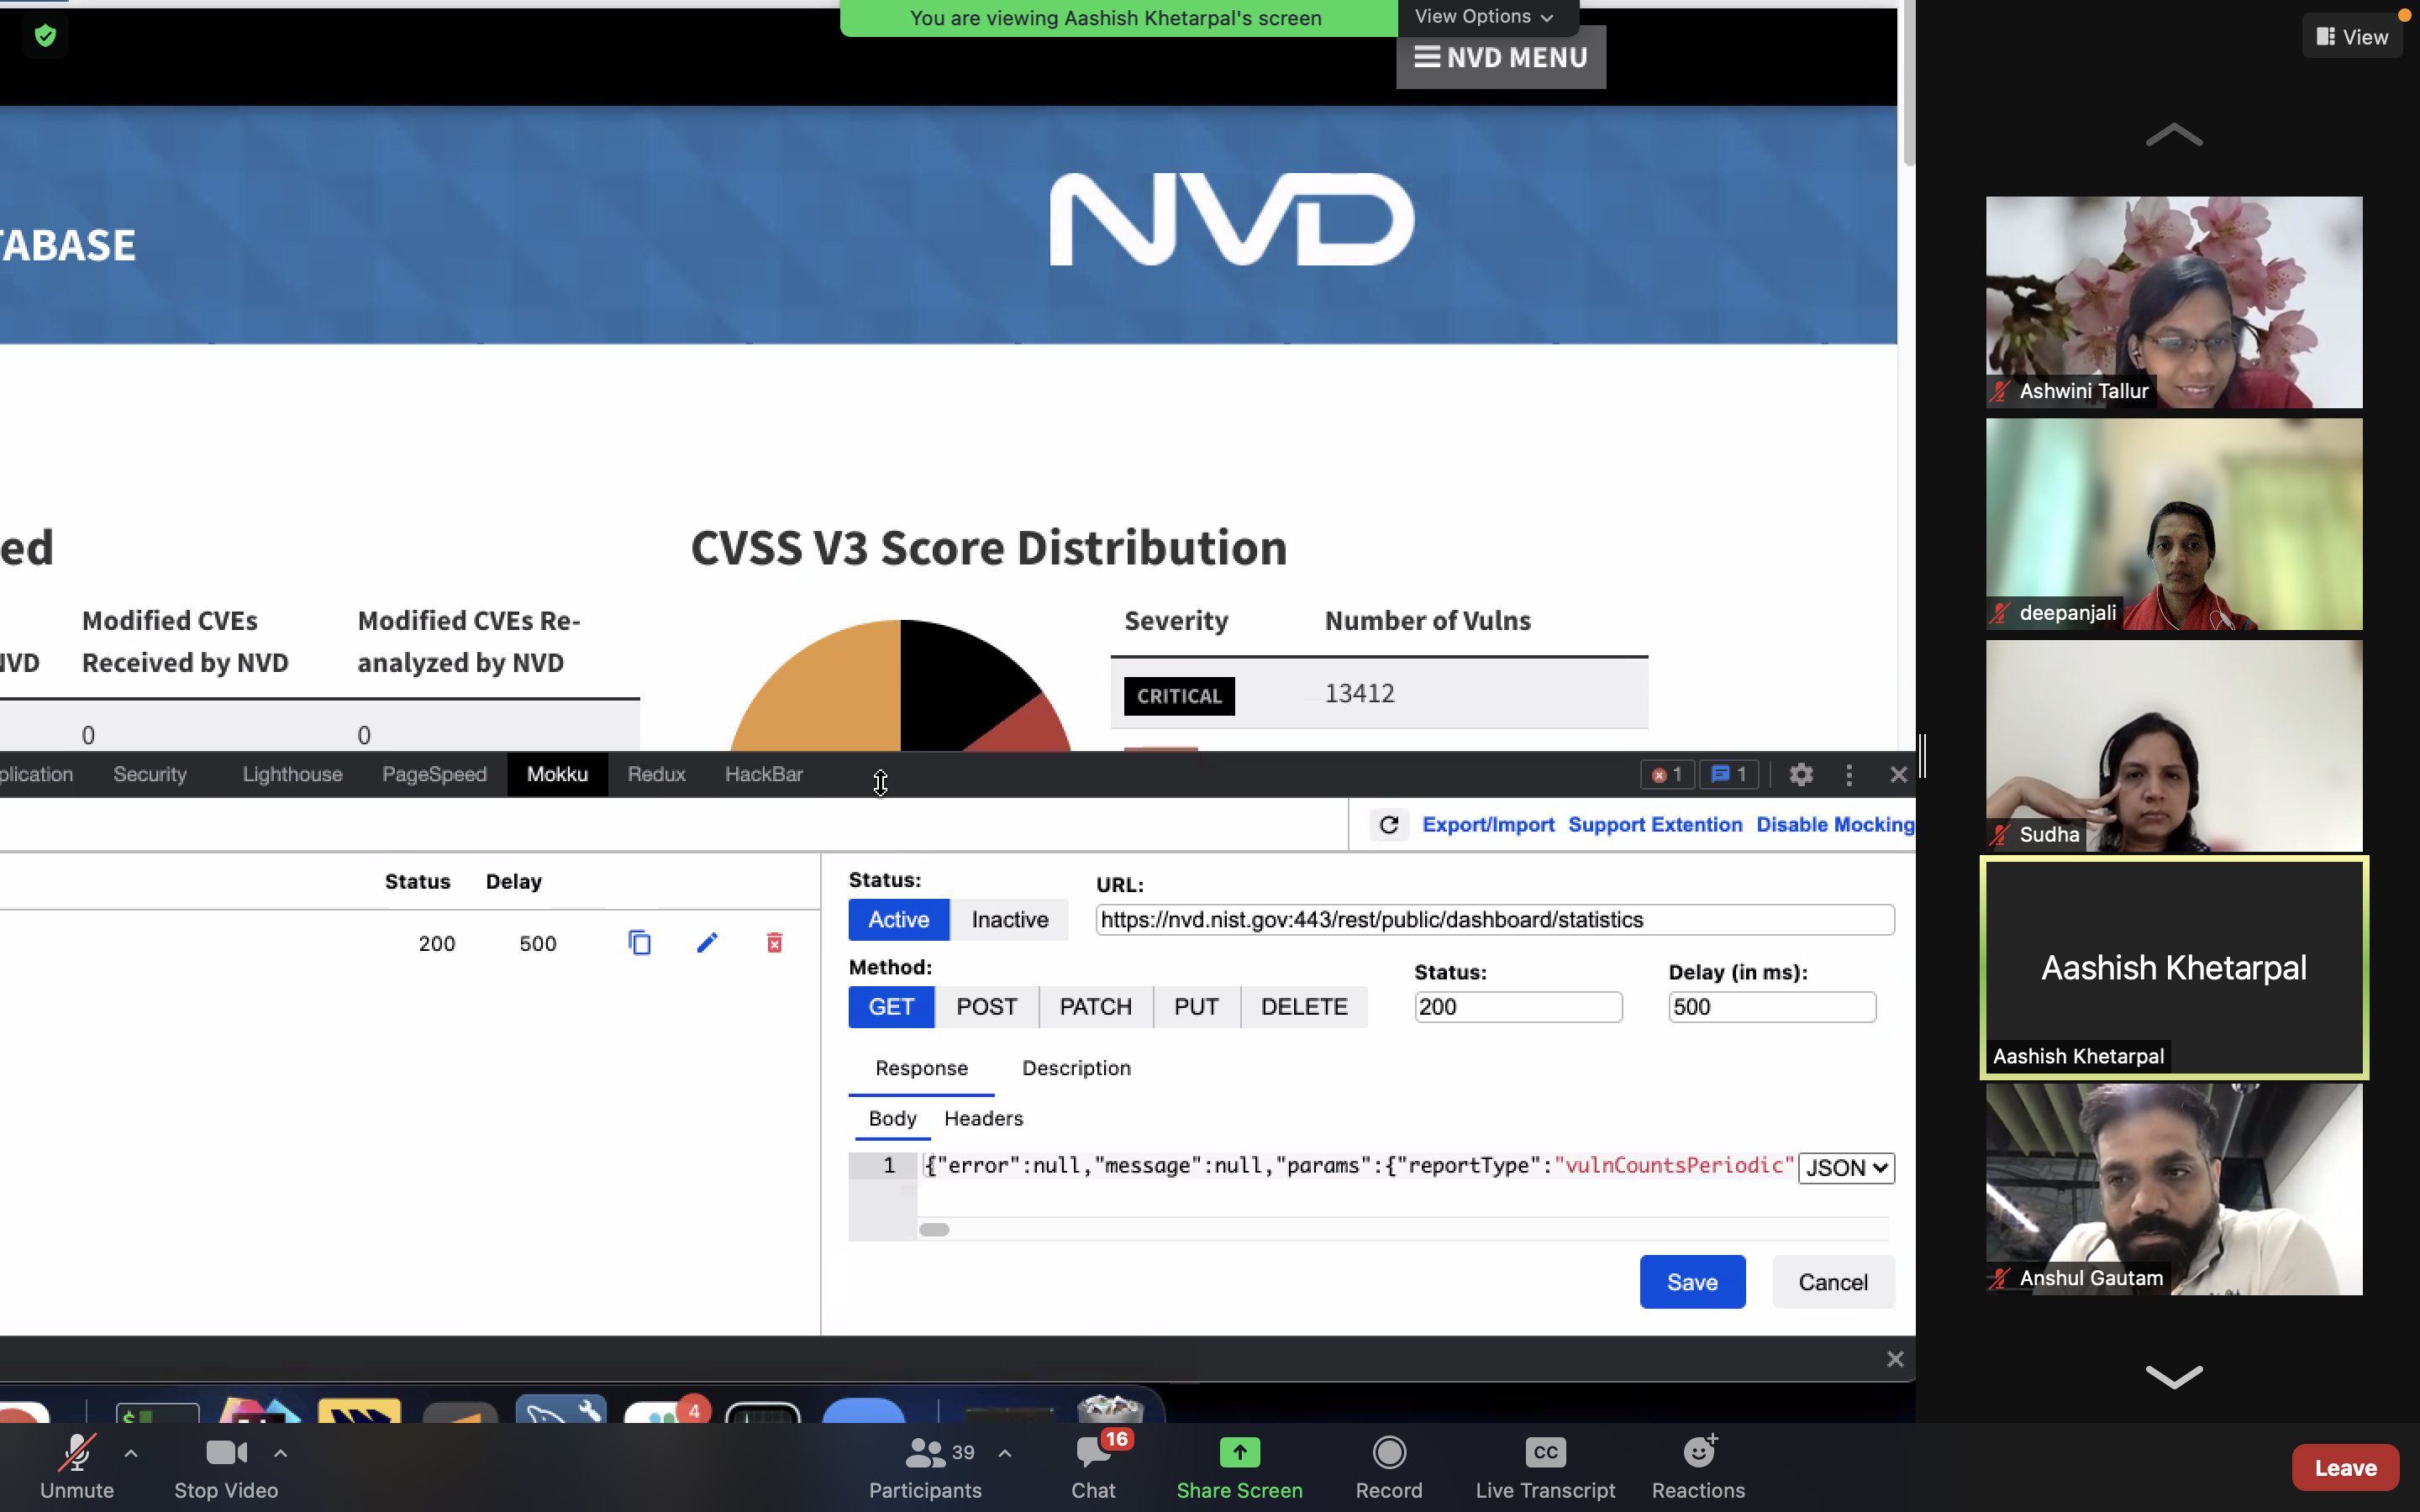 You are viewing Aashish Khetarpal's screen
View Options
View
NVD MENU
TABASE
NVD
ed
CVSS V3 Score Distribution
Modified CVEs
Modified CVEs Re-
Severity
Number of Vulns
NVD
Received by NVD
analyzed by NVD
CRITICAL
13412
0
0
plication
Security
Lighthouse
PageSpeed
Mokku
Redux
HackBar
1
1
Export/Import
Support Extention
Disable Mocking
Status
Delay
200
500
Status:
URL:
Active
Inactive
https://nvd.nist.gov:443/rest/public/dashboard/statistics
Method:
Status:
Delay (in ms):
GET
POST
PATCH
PUT
DELETE
200
500
Response
Description
Body
Headers
1
{"error":null,"message":null,"params":{"reportType":"vulnCountsPeriodic"
JSON
Save
Cancel
Ashwini Tallur
deepanjali
Sudha
Aashish Khetarpal
Aashish Khetarpal
Anshul Gautam
$
4
Unmute
Stop Video
39
Participants
16
Chat
Share Screen
Record
CC
Live Transcript
Reactions
Leave